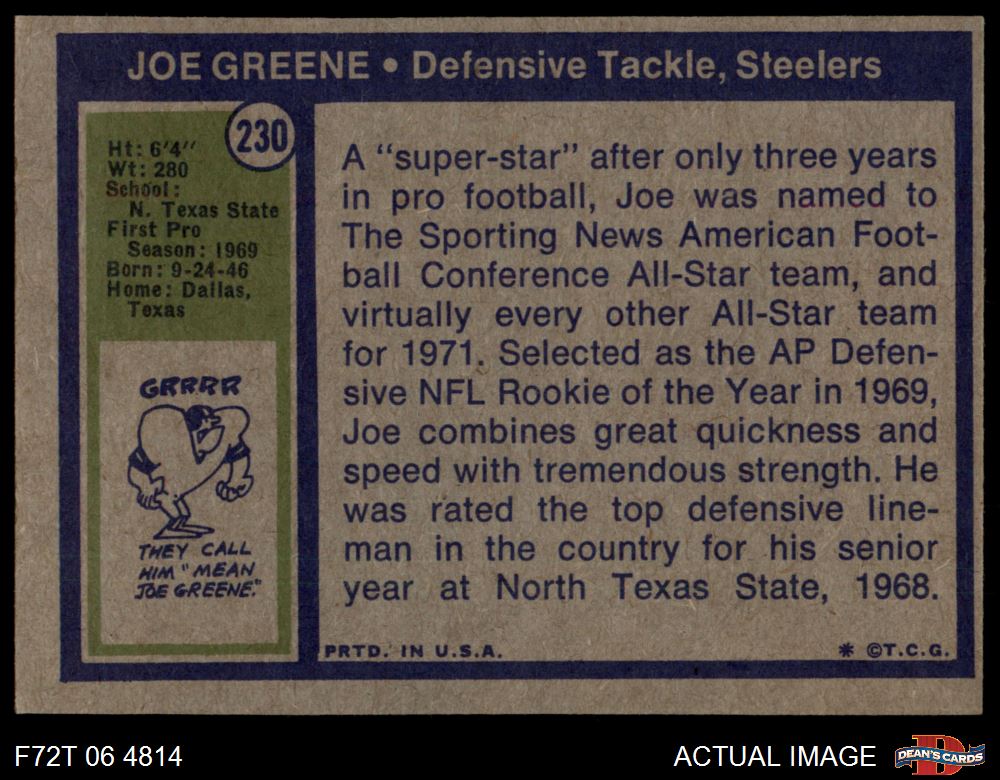 JOE GREENE • Defensive Tackle, Steelers
230
Ht: 6'4''
Wt: 280
School:
N. Texas State
First Pro
Season: 1969
Born: 9-24-46
Home: Dallas,
Texas
GRRRR
THEY CALL
HIM "MEAN
JOE GREENE."
A "super-star" after only three years
in pro football, Joe was named to
The Sporting News American Foot-
ball Conference All-Star team, and
virtually every other All-Star team
for 1971. Selected as the AP Defen-
sive NFL Rookie of the Year in 1969,
Joe combines great quickness and
speed with tremendous strength. He
was rated the top defensive line-
man in the country for his senior
year at North Texas State, 1968.
PRTD. IN U.S.A.
* ©T.C.G.
F72T 06 4814
ACTUAL IMAGE
D
DEAN'S CARDS